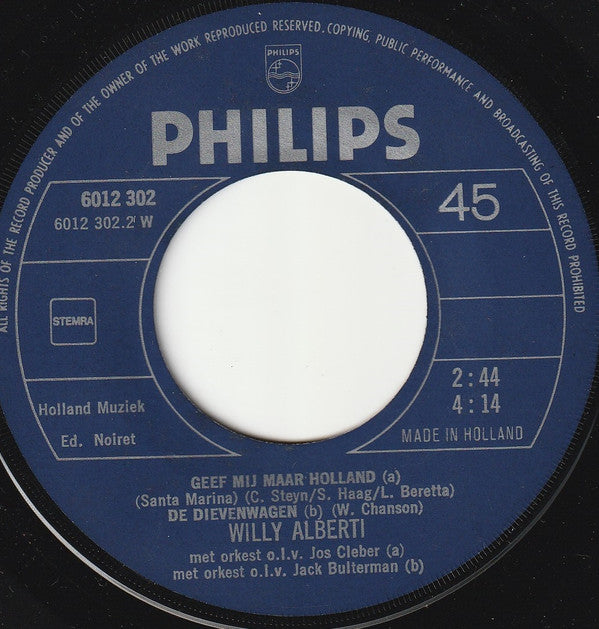 ALL RIGHTS OF THE RECORD PRODUCER AND OF THE OWNER OF THE WORK REPRODUCED RESERVED. COPYING, PUBLIC PERFORMANCE AND BROADCASTING OF THIS RECORD PROHIBITED
PHILIPS
PHILIPS
6012 302
6012 302.2 W
45
STEMRA
2:44
4:14
Holland Muziek
Ed. Noiret
MADE IN HOLLAND
GEEF MIJ MAAR HOLLAND (a)
(Santa Marina) (C. Steyn/S. Haag/L. Beretta)
DE DIEVENWAGEN (b) (W. Chanson)
WILLY ALBERTI
met orkest o.l.v. Jos Cleber (a)
met orkest o.l.v. Jack Bulterman (b)